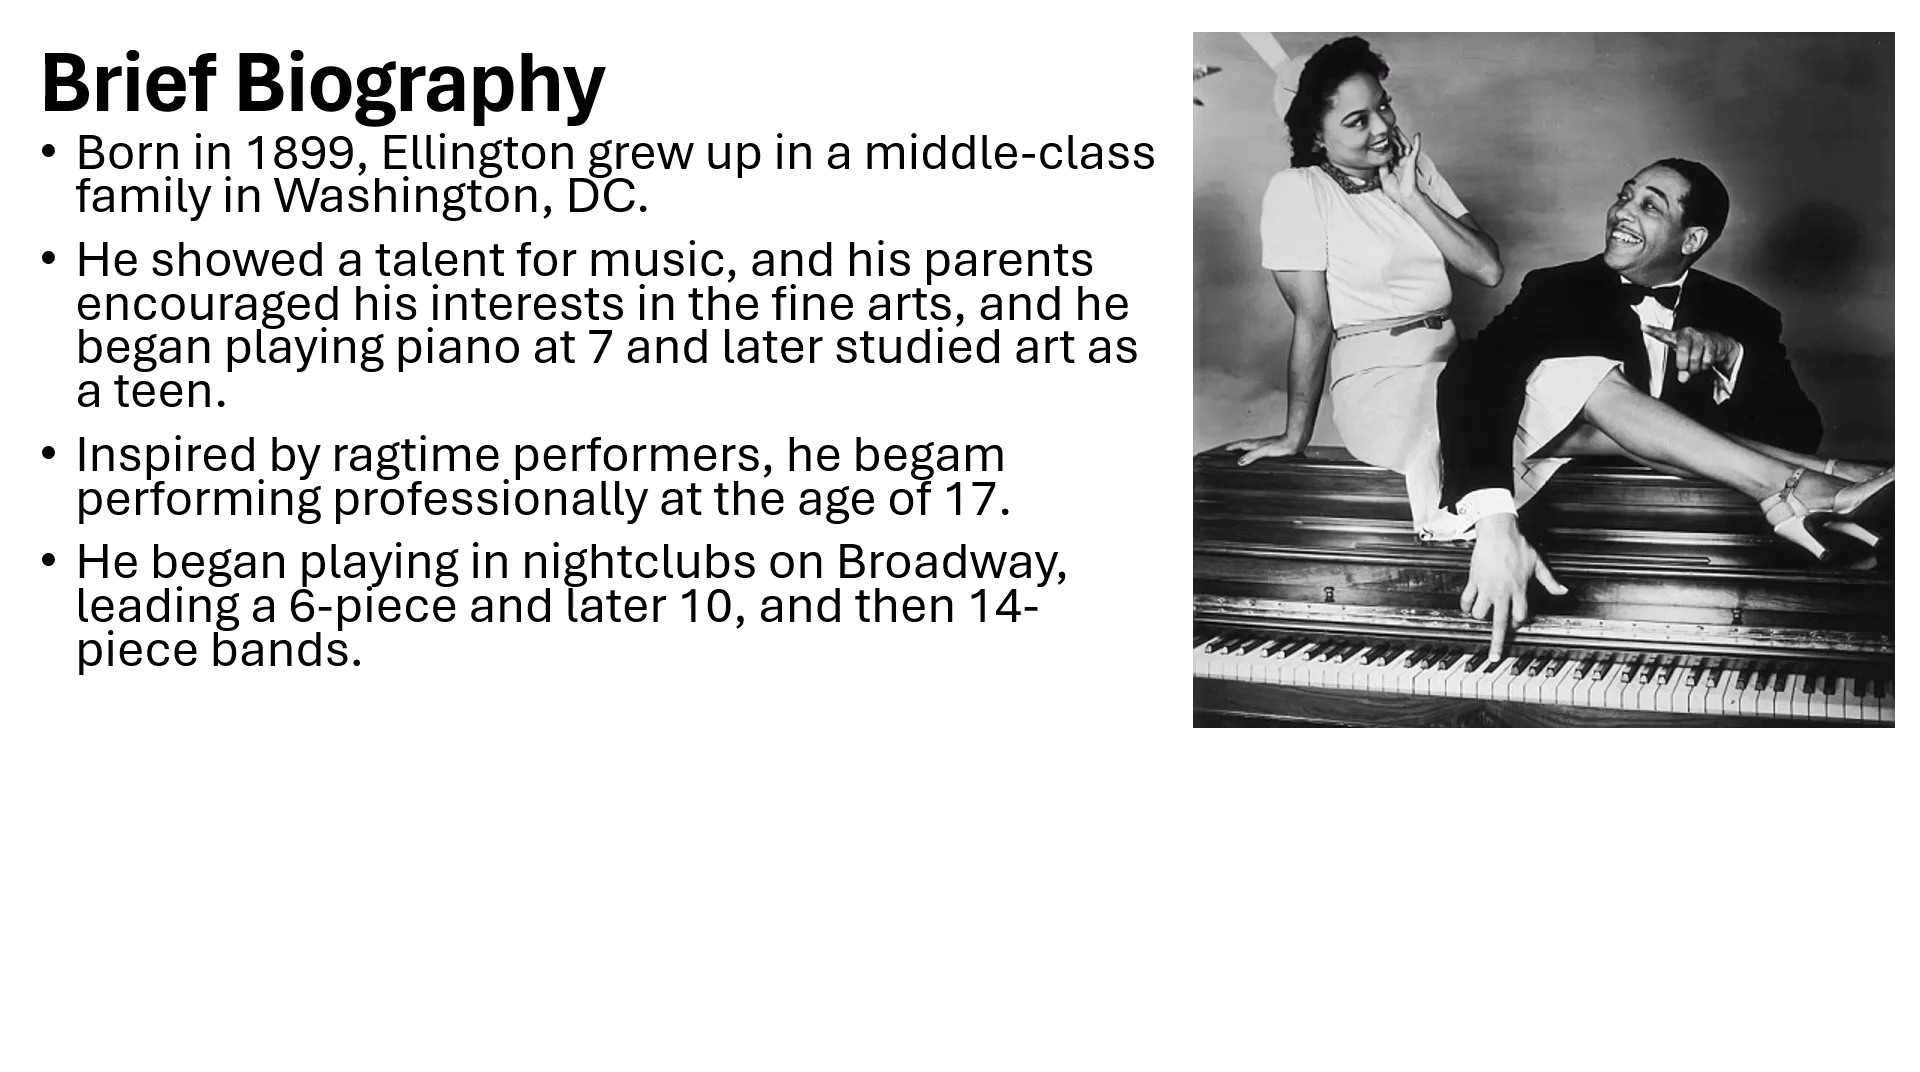 Brief Biography
• Born in 1899, Ellington grew up in a middle-class
family in Washington, DC.
• He showed a talent for music, and his parents
encouraged his interests in the fine arts, and he
began playing piano at 7 and later studied art as
a teen.
• Inspired by ragtime performers, he begam
performing professionally at the age of 17.
• He began playing in nightclubs on Broadway,
leading a 6-piece and later 10, and then 14-
piece bands.